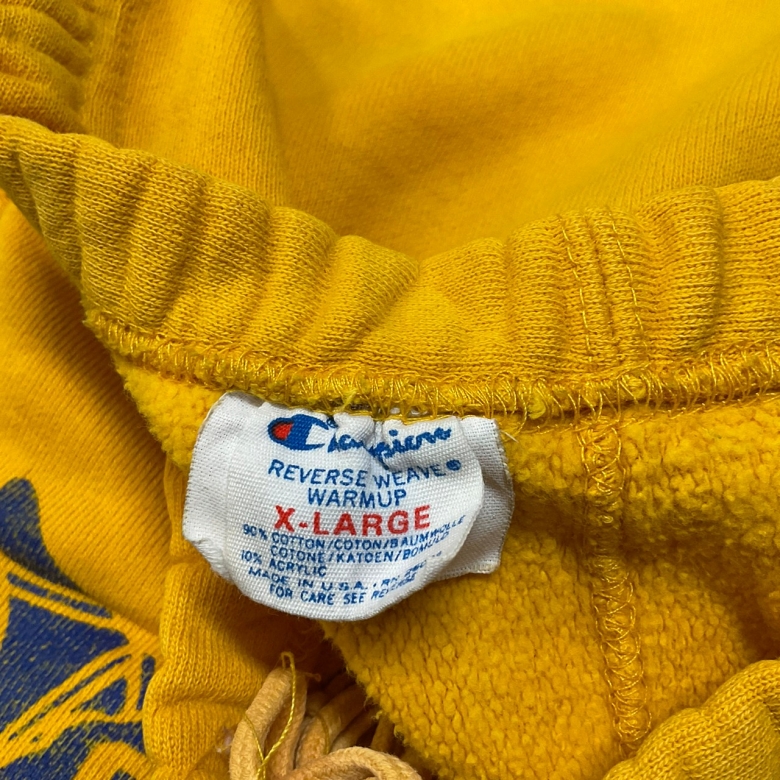 Champion
REVERSE WEAVE®
WARMUP
X-LARGE
90% COTTON/COTON/BAUMWOLLE
COTONE/KATOEN/BOMULD
10% ACRYLIC
MADE IN U.S.A.
FOR CARE SEE REVERSE